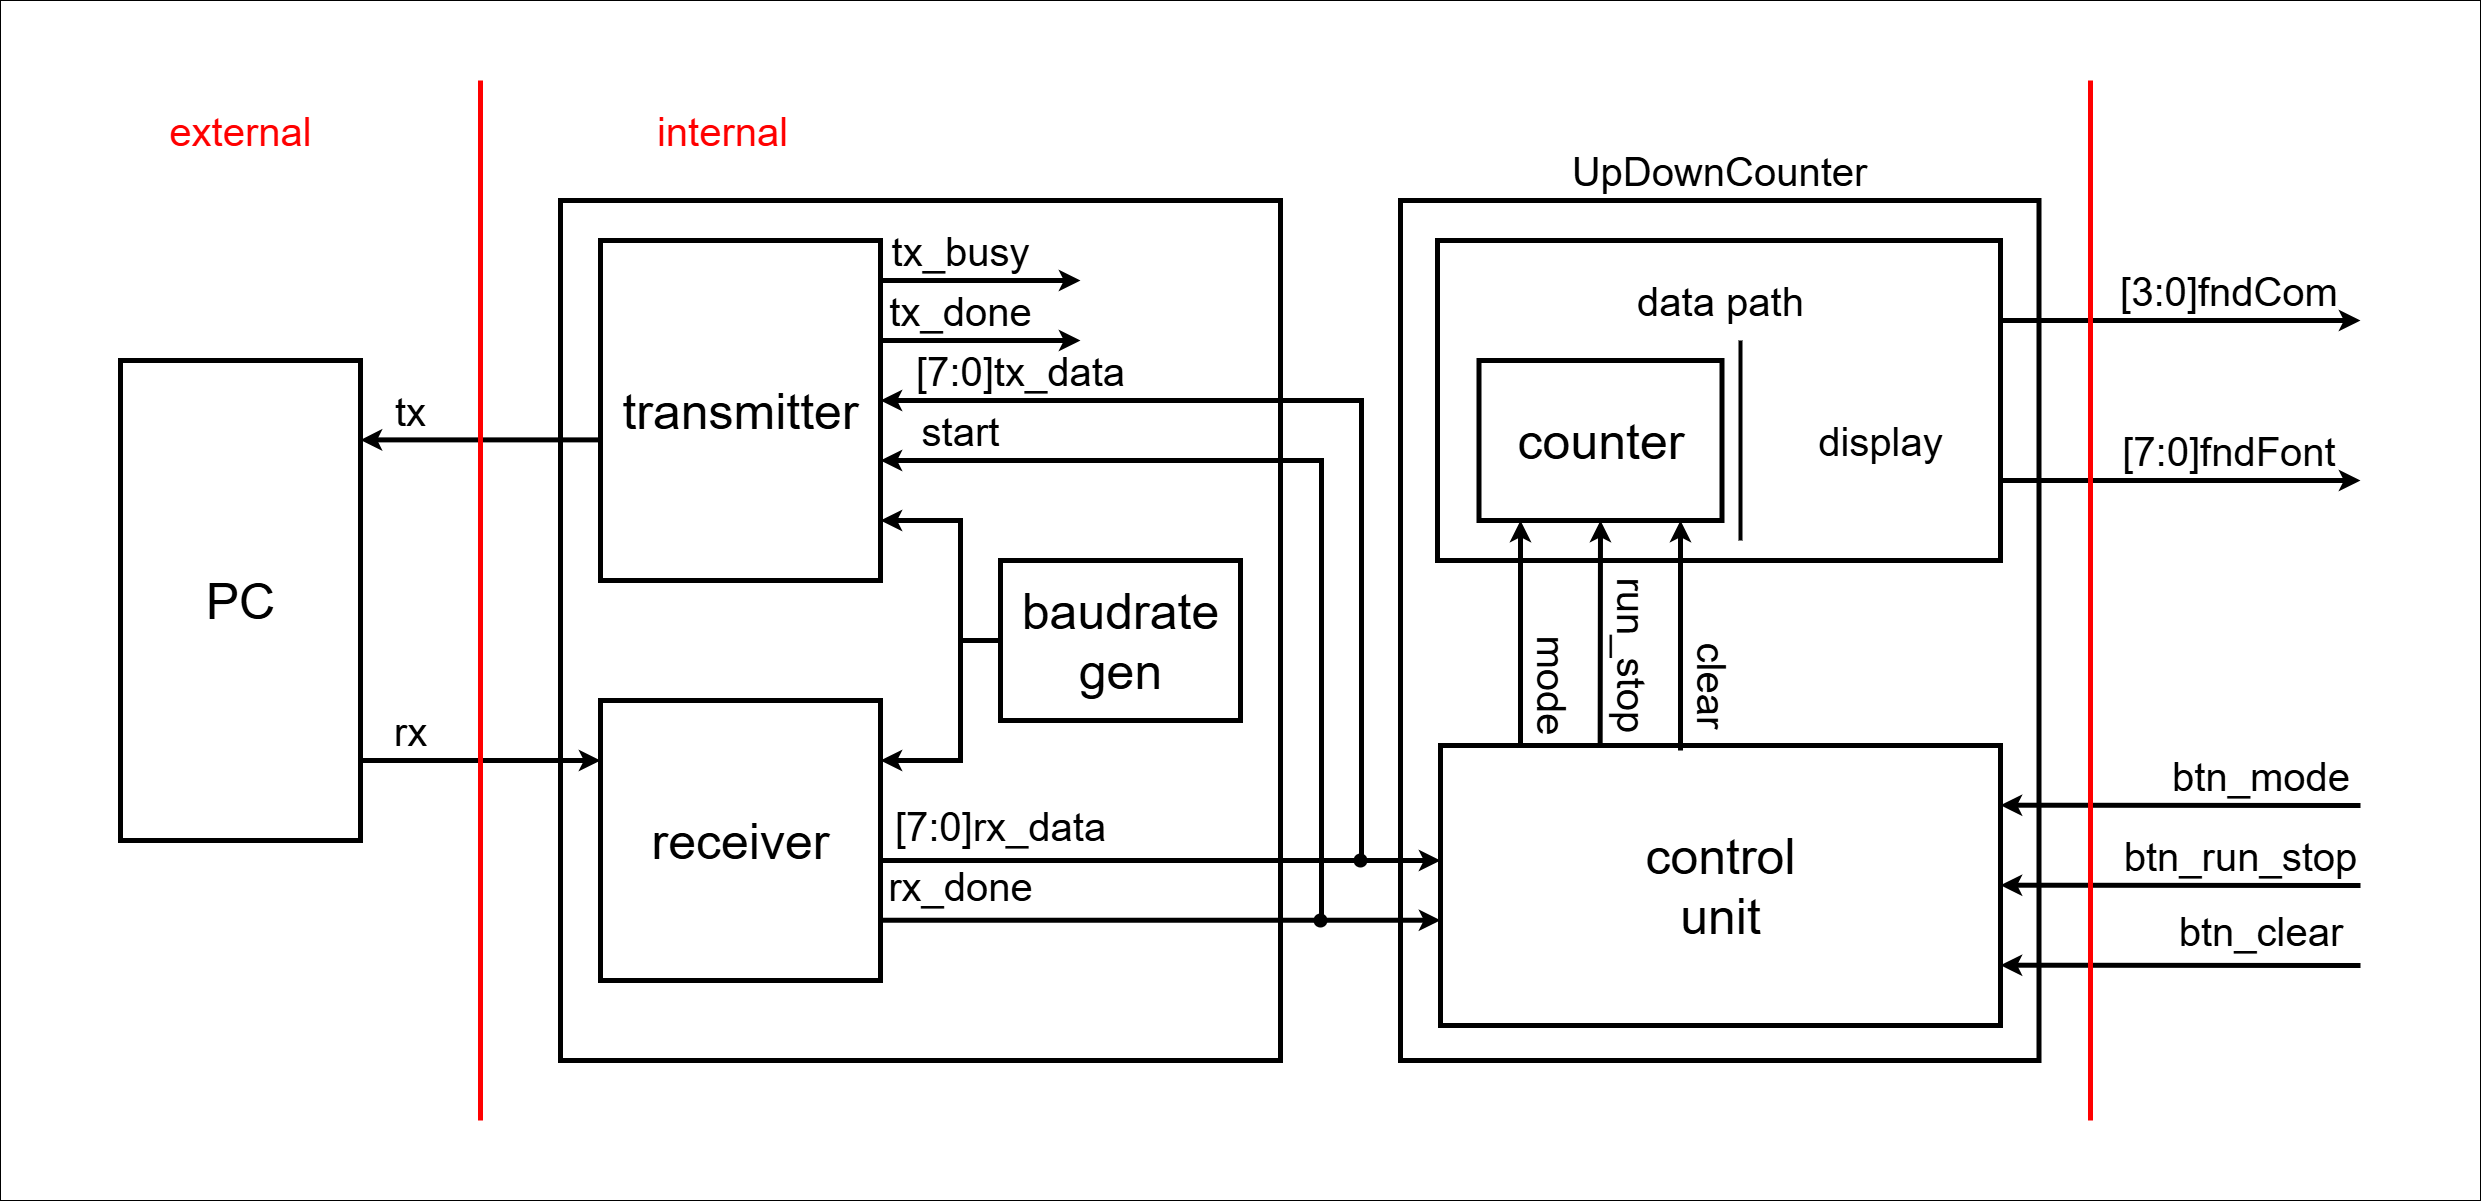 external
internal
UpDownCounter
tx_busy
tx_done
[7:0]tx_data
start
transmitter
tx
PC
rx
baudrate
gen
receiver
[7:0]rx_data
rx_done
data path
counter
display
mode
run_stop
clear
control
unit
[3:0]fndCom
[7:0]fndFont
btn_mode
btn_run_stop
btn_clear